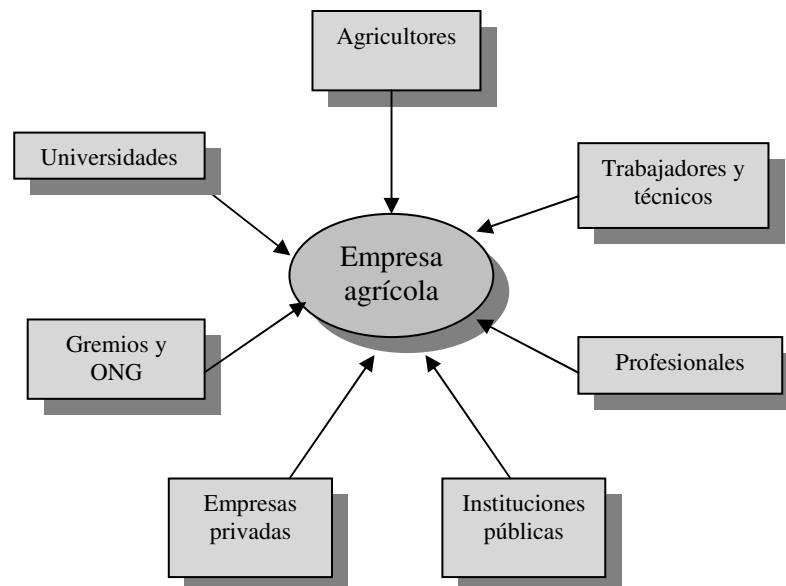 Agricultores
Universidades
Trabajadores y
técnicos
Empresa
agrícola
Gremios y
ONG
Profesionales
Empresas
privadas
Instituciones
públicas